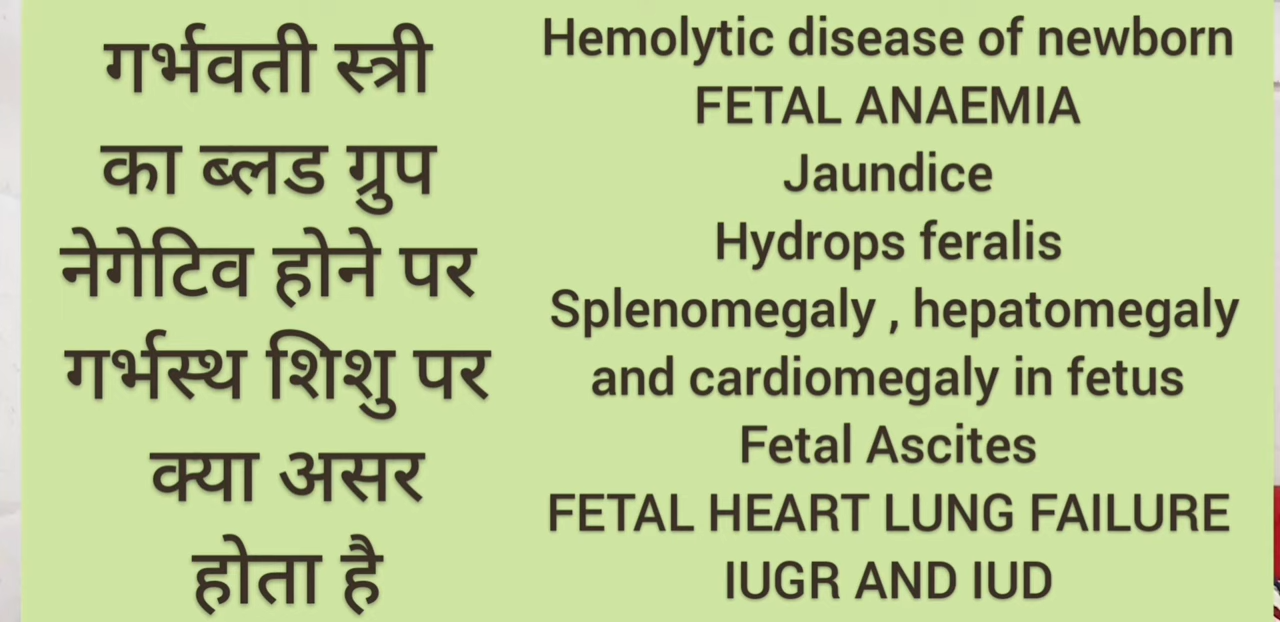 गर्भवती स्त्री
का ब्लड ग्रुप
नेगेटिव होने पर
गर्भस्थ शिशु पर
क्या असर
होता है
Hemolytic disease of newborn
FETAL ANAEMIA
Jaundice
Hydrops feralis
Splenomegaly , hepatomegaly
and cardiomegaly in fetus
Fetal Ascites
FETAL HEART LUNG FAILURE
IUGR AND IUD